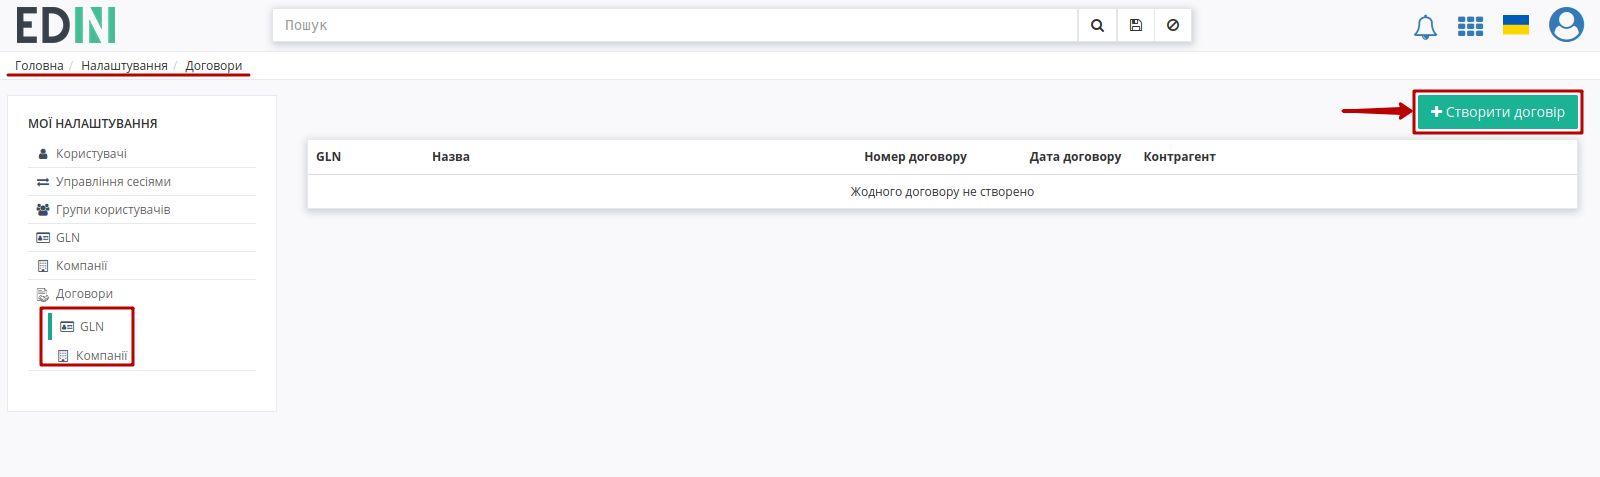 EDIN
Пошук
Головна / Налаштування / Договори
+ Створити договір
МОЇ НАЛАШТУВАННЯ
Користувачі
Управління сесіями
Групи користувачів
GLN
Компанії
Договори
GLN
Компанії
GLN Назва Номер договору Дата договору Контрагент
Жодного договору не створено